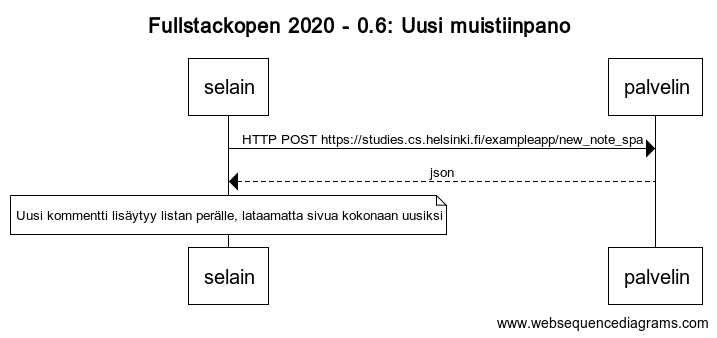 Fullstackopen 2020 - 0.6: Uusi muistiinpano
selain
palvelin
HTTP POST https://studies.cs.helsinki.fi/exampleapp/new_note_spa
json
Uusi kommentti lisäytyy listan perälle, lataamatta sivua kokonaan uusiksi
selain
palvelin
www.websequencediagrams.com